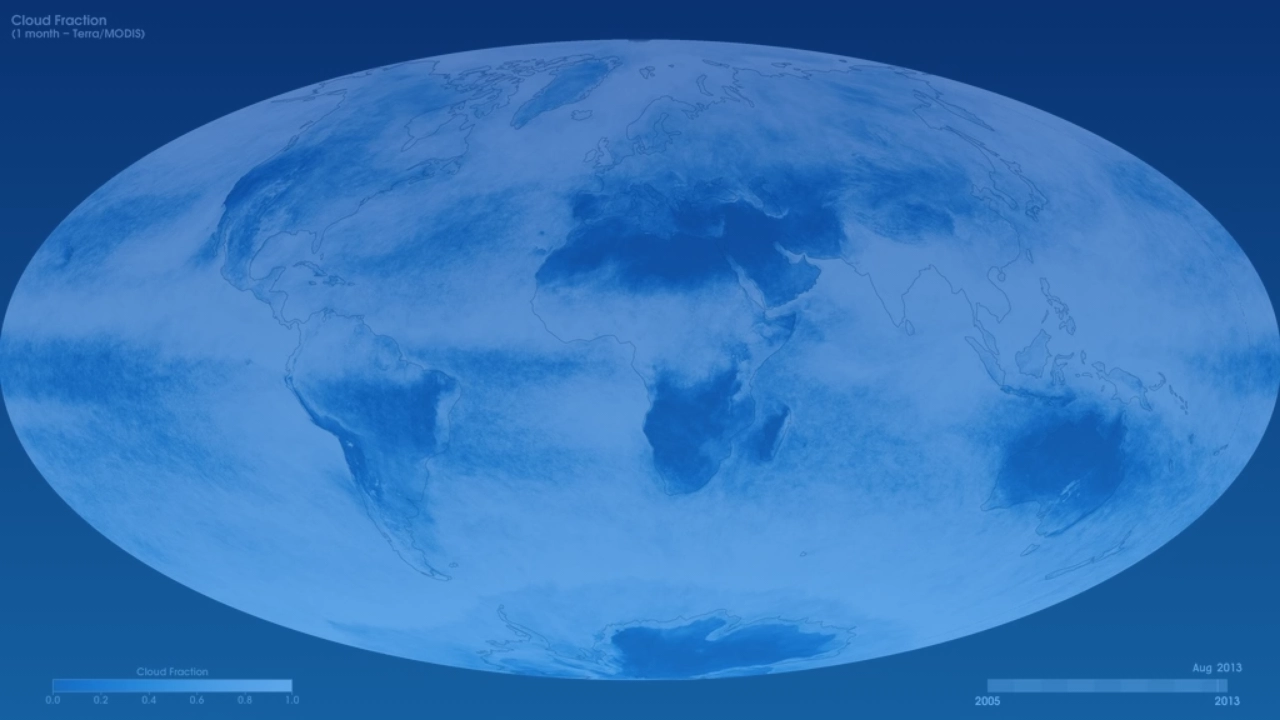 Cloud Fraction
(1 month – Terra/MODIS)
Cloud Fraction
0.0 0.2 0.4 0.6 0.8 1.0
Aug 2013
2005 2013